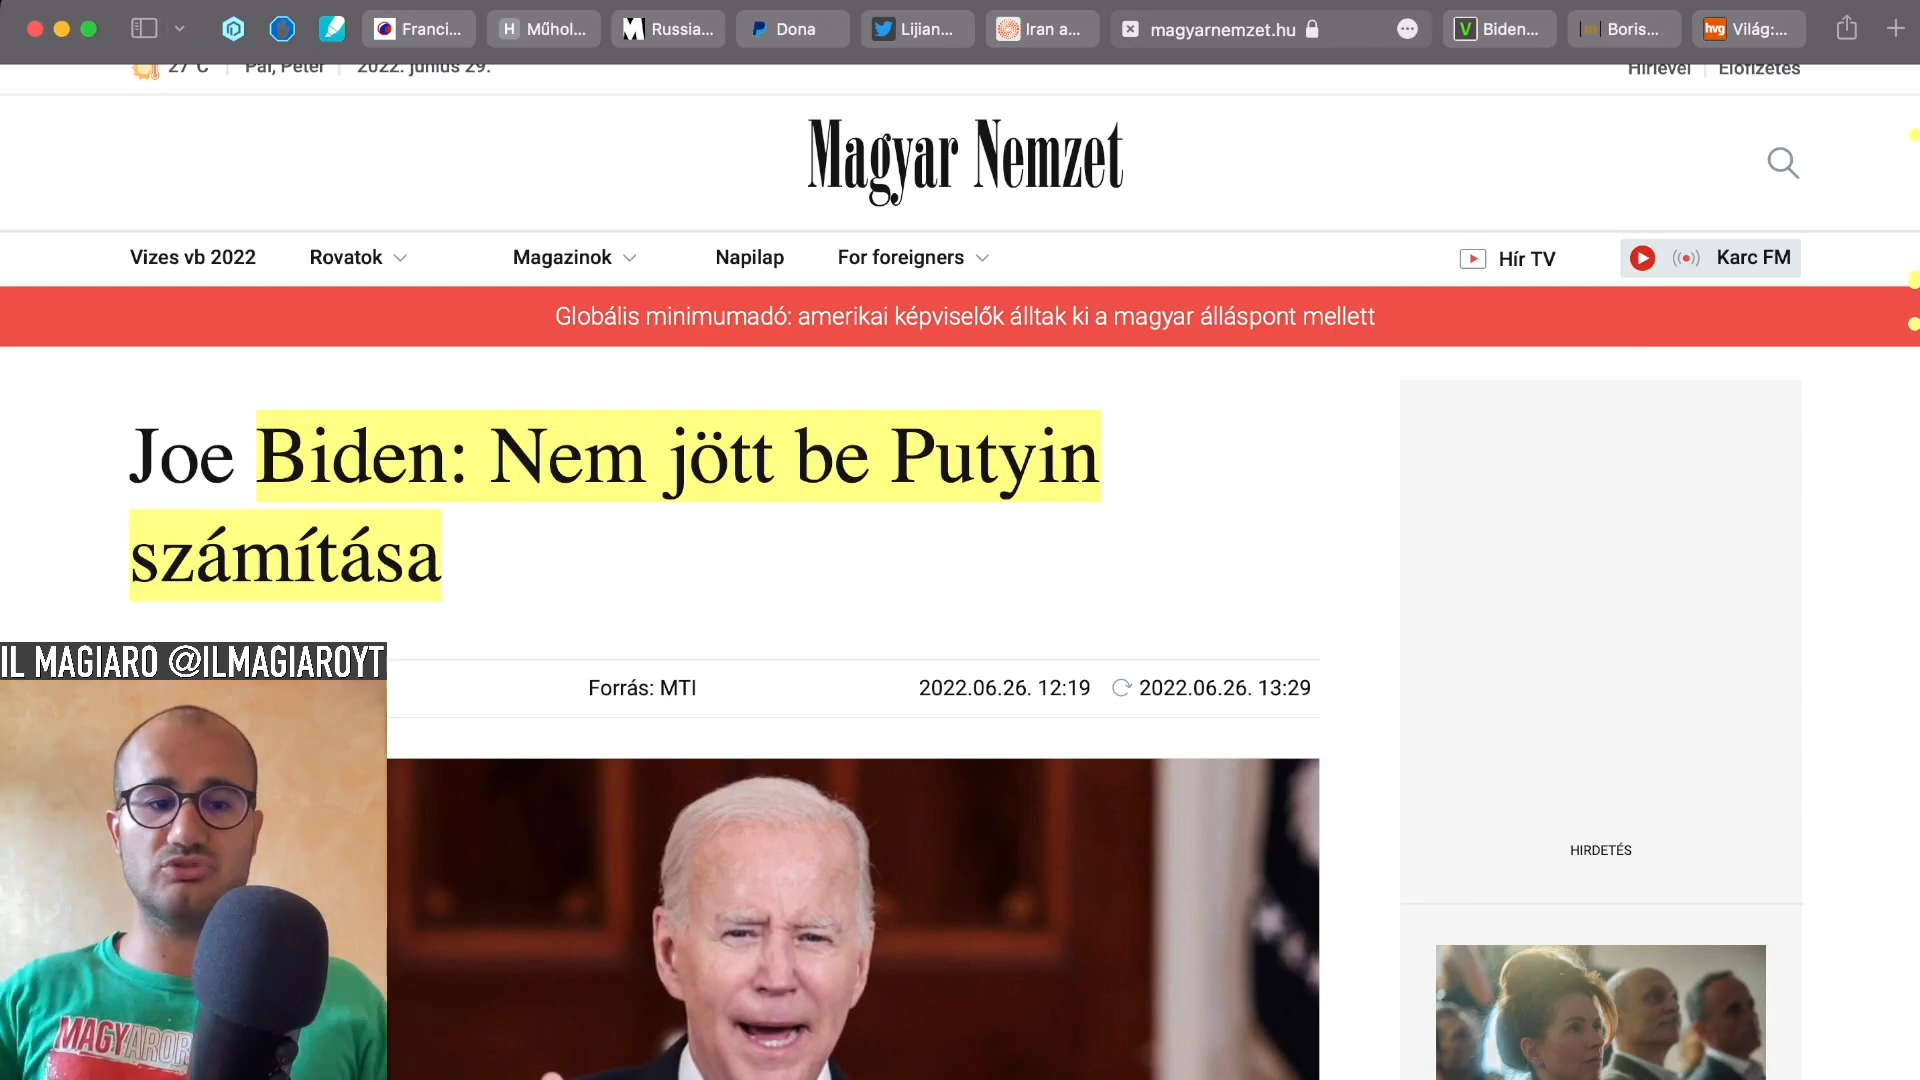 Franci...
Műhol...
Russia...
Dona
Lijian...
Iran a...
magyarnemzet.hu
Biden...
Boris...
hvg Világ:...
27°C Pál, Péter 2022. június 29.
Hírlevél Előfizetés
Magyar Nemzet
Vizes vb 2022 Rovatok Magazinok Napilap For foreigners Hír TV Karc FM
Globális minimumadó: amerikai képviselők álltak ki a magyar álláspont mellett
Joe Biden: Nem jött be Putyin
számítása
IL MAGIARO @ILMAGIAROYT
Forrás: MTI 2022.06.26. 12:19 2022.06.26. 13:29
HIRDETÉS
MAGYAROR